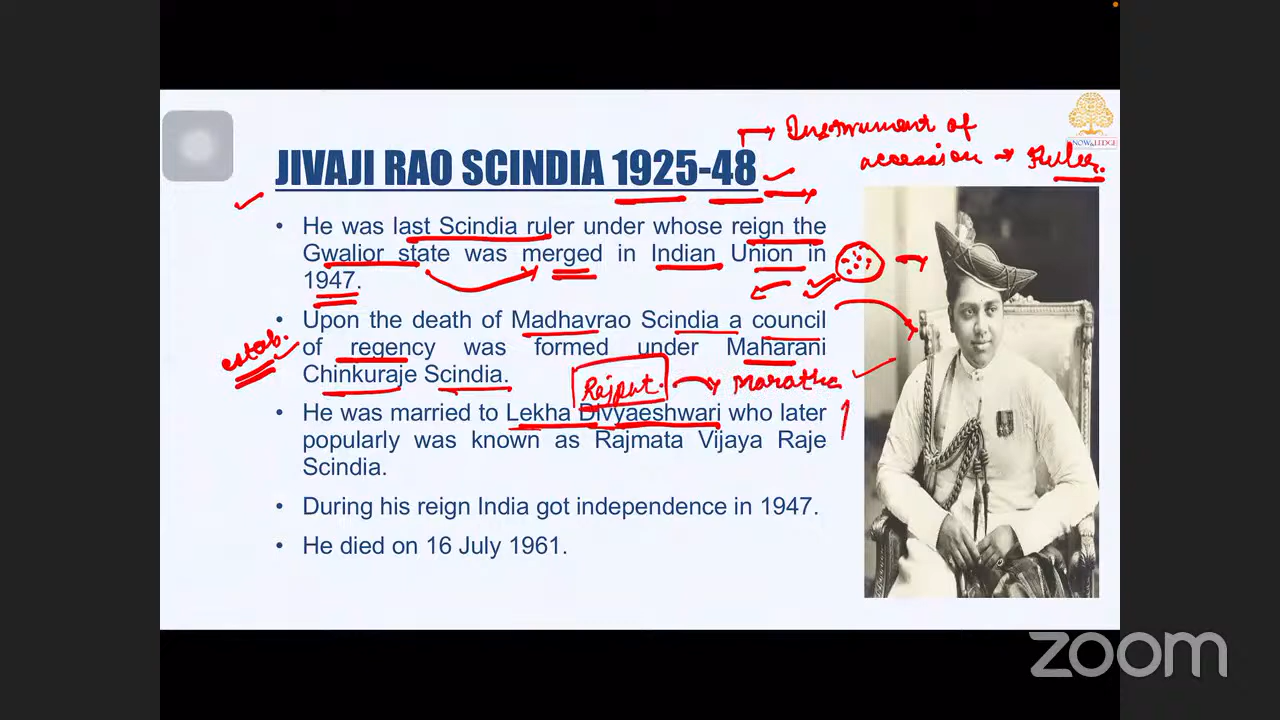 Instrument of
accession → Ruler.
NOW&LEDGE
JIVAJI RAO SCINDIA 1925-48
• He was last Scindia ruler under whose reign the
Gwalior state was merged in Indian Union in
1947.
• Upon the death of Madhavrao Scindia a council
of regency was formed under Maharani
Chinkuraje Scindia.
estab.
Rajput. → Maratha
• He was married to Lekha Divyaeshwari who later
popularly was known as Rajmata Vijaya Raje
Scindia.
• During his reign India got independence in 1947.
• He died on 16 July 1961.
zoom